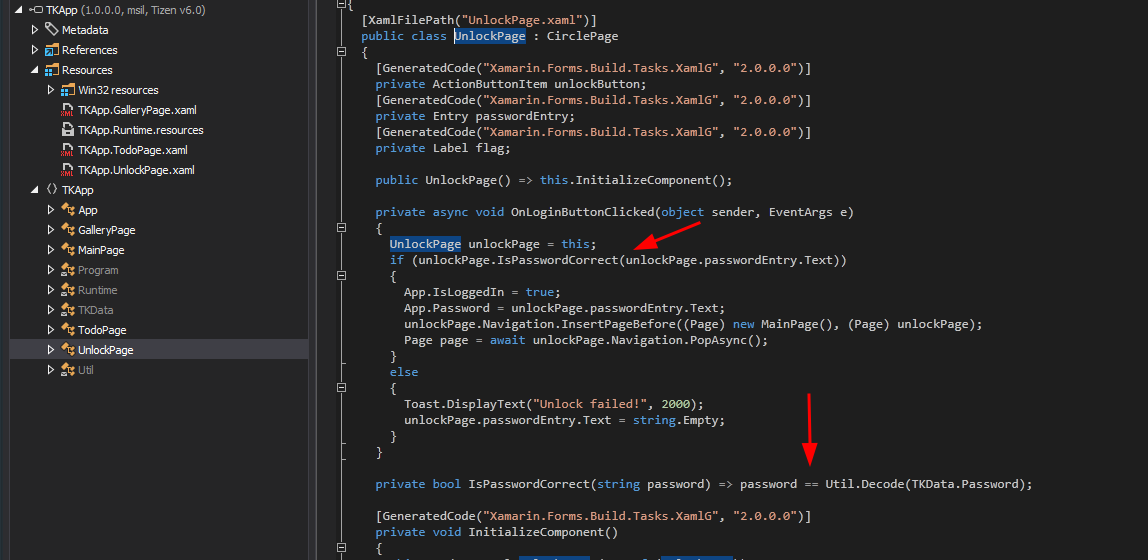 TKApp (1.0.0.0, msil, Tizen v6.0)
Metadata
References
Resources
Win32 resources
TKApp.GalleryPage.xaml
TKApp.Runtime.resources
TKApp.TodoPage.xaml
TKApp.UnlockPage.xaml
TKApp
App
GalleryPage
MainPage
Program
Runtime
TKData
TodoPage
UnlockPage
Util
{
[XamlFilePath("UnlockPage.xaml")]
public class UnlockPage : CirclePage
{
[GeneratedCode("Xamarin.Forms.Build.Tasks.XamlG", "2.0.0.0")]
private ActionButtonItem unlockButton;
[GeneratedCode("Xamarin.Forms.Build.Tasks.XamlG", "2.0.0.0")]
private Entry passwordEntry;
[GeneratedCode("Xamarin.Forms.Build.Tasks.XamlG", "2.0.0.0")]
private Label flag;
public UnlockPage() => this.InitializeComponent();
private async void OnLoginButtonClicked(object sender, EventArgs e)
{
UnlockPage unlockPage = this;
if (unlockPage.IsPasswordCorrect(unlockPage.passwordEntry.Text))
{
App.IsLoggedIn = true;
App.Password = unlockPage.passwordEntry.Text;
unlockPage.Navigation.InsertPageBefore((Page) new MainPage(), (Page) unlockPage);
Page page = await unlockPage.Navigation.PopAsync();
}
else
{
Toast.DisplayText("Unlock failed!", 2000);
unlockPage.passwordEntry.Text = string.Empty;
}
}
private bool IsPasswordCorrect(string password) => password == Util.Decode(TKData.Password);
[GeneratedCode("Xamarin.Forms.Build.Tasks.XamlG", "2.0.0.0")]
private void InitializeComponent()
{